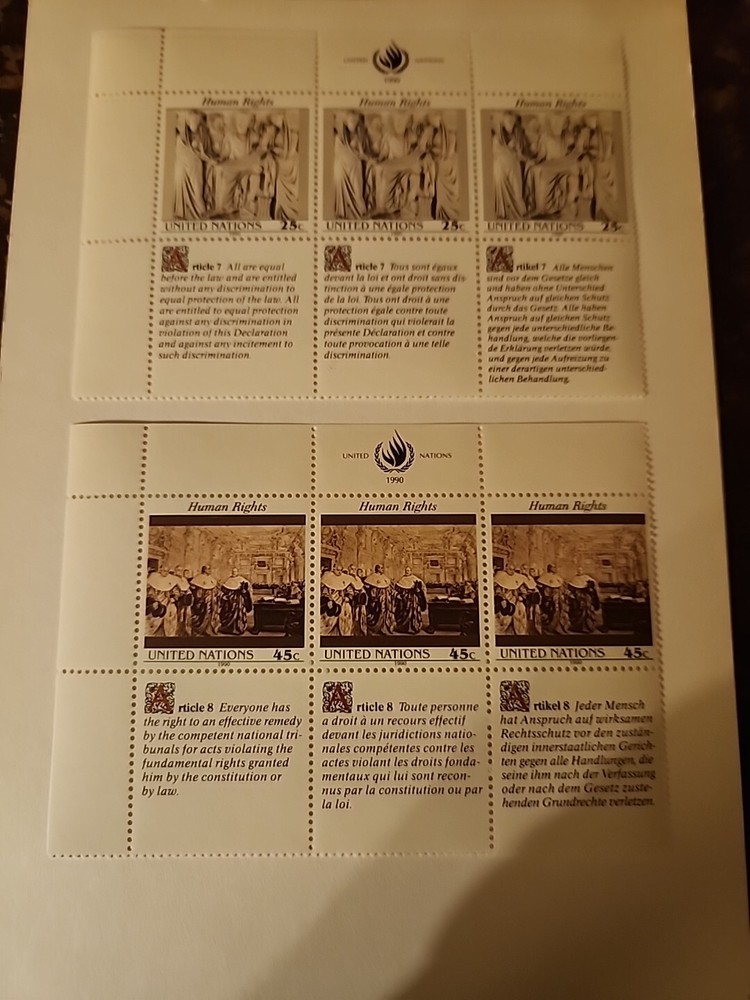 UNITED NATIONS
1990
Human Rights Human Rights Human Rights
UNITED NATIONS 25c UNITED NATIONS 25c UNITED NATIONS 25c
Article 7 All are equal
before the law and are entitled
without any discrimination to
equal protection of the law. All
are entitled to equal protection
against any discrimination in
violation of this Declaration
and against any incitement to
such discrimination.
Article 7 Tous sont égaux
devant la loi et ont droit sans dis-
tinction à une égale protection
de la loi. Tous ont droit à une
protection égale contre toute
discrimination qui violerait la
présente Déclaration et contre
toute provocation à une telle
discrimination.
Artikel 7 Alle Menschen
sind vor dem Gesetze gleich
und haben ohne Unterschied
Anspruch auf gleichen Schutz
durch das Gesetz. Alle haben
Anspruch auf gleichen Schutz
gegen jede unterschiedliche Be-
handlung, welche die vorliegen-
de Erklärung verletzen würde,
und gegen jede Aufreizung zu
einer derartigen unterschied-
lichen Behandlung.
UNITED NATIONS
1990
Human Rights Human Rights Human Rights
UNITED NATIONS 45c UNITED NATIONS 45c UNITED NATIONS 45c
1990 1990 1990
Article 8 Everyone has
the right to an effective remedy
by the competent national tri-
bunals for acts violating the
fundamental rights granted
him by the constitution or
by law.
Article 8 Toute personne
a droit à un recours effectif
devant les juridictions natio-
nales compétentes contre les
actes violant les droits fonda-
mentaux qui lui sont recon-
nus par la constitution ou par
la loi.
Artikel 8 Jeder Mensch
hat Anspruch auf wirksamen
Rechtsschutz vor den zustän-
digen innerstaatlichen Gerich-
ten gegen alle Handlungen, die
seine ihm nach der Verfassung
oder nach dem Gesetz zuste-
henden Grundrechte verletzen.